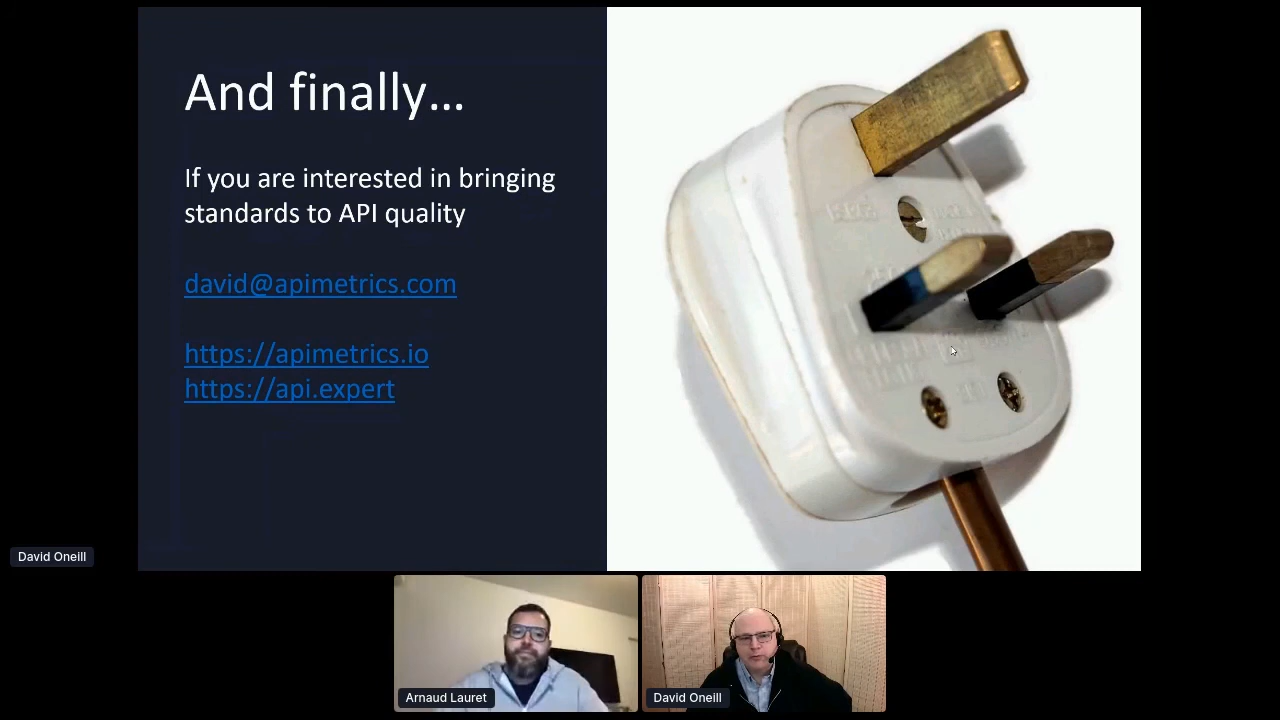 And finally...
If you are interested in bringing
standards to API quality
david@apimetrics.com
https://apimetrics.io
https://api.expert
David Oneill
Arnaud Lauret
David Oneill